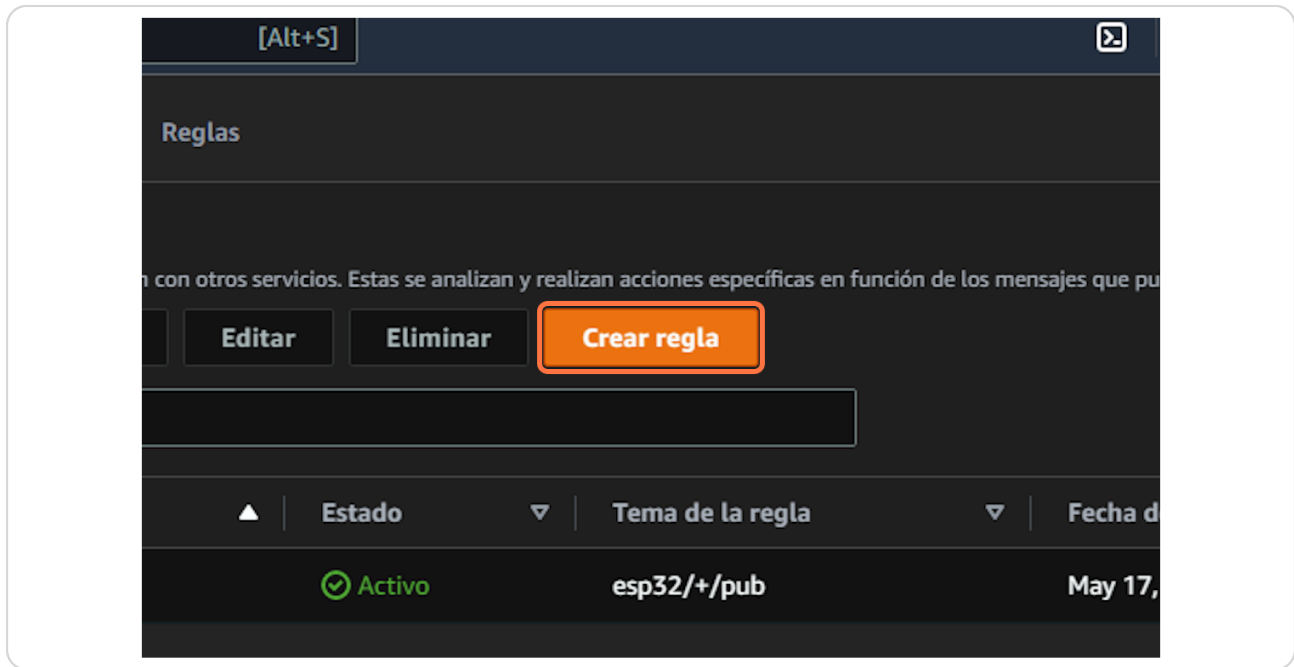 [Alt+S]
Reglas
con otros servicios. Estas se analizan y realizan acciones específicas en función de los mensajes que pu
Editar Eliminar Crear regla
Estado Tema de la regla Fecha d
Activo esp32/+/pub May 17,